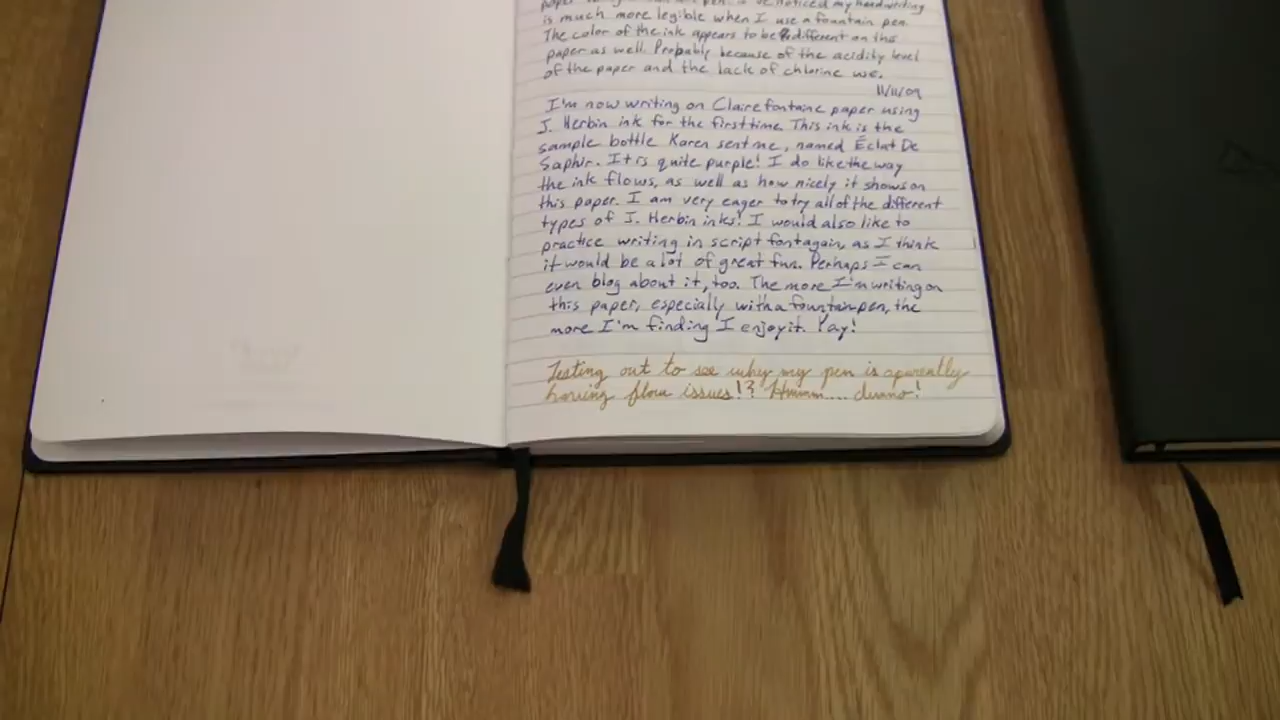 my handwriting
is much more legible when I use a fountain pen.
The color of the ink appears to be different on this
paper as well. Probably because of the acidity level
of the paper and the lack of chlorine use.
11/11/09
I'm now writing on Clairefontaine paper using
J. Herbin ink for the first time. This ink is the
sample bottle Karen sent me, named Éclat De
Saphir. It is quite purple! I do like the way
the ink flows, as well as how nicely it shows on
this paper. I am very eager to try all of the different
types of J. Herbin inks! I would also like to
practice writing in script font again, as I think
it would be a lot of great fun. Perhaps I can
even blog about it, too. The more I'm writing on
this paper, especially with a fountain pen, the
more I'm finding I enjoy it. Yay!
Testing out to see why my pen is aparently
having flow issues!? Hmmm.... dunno!